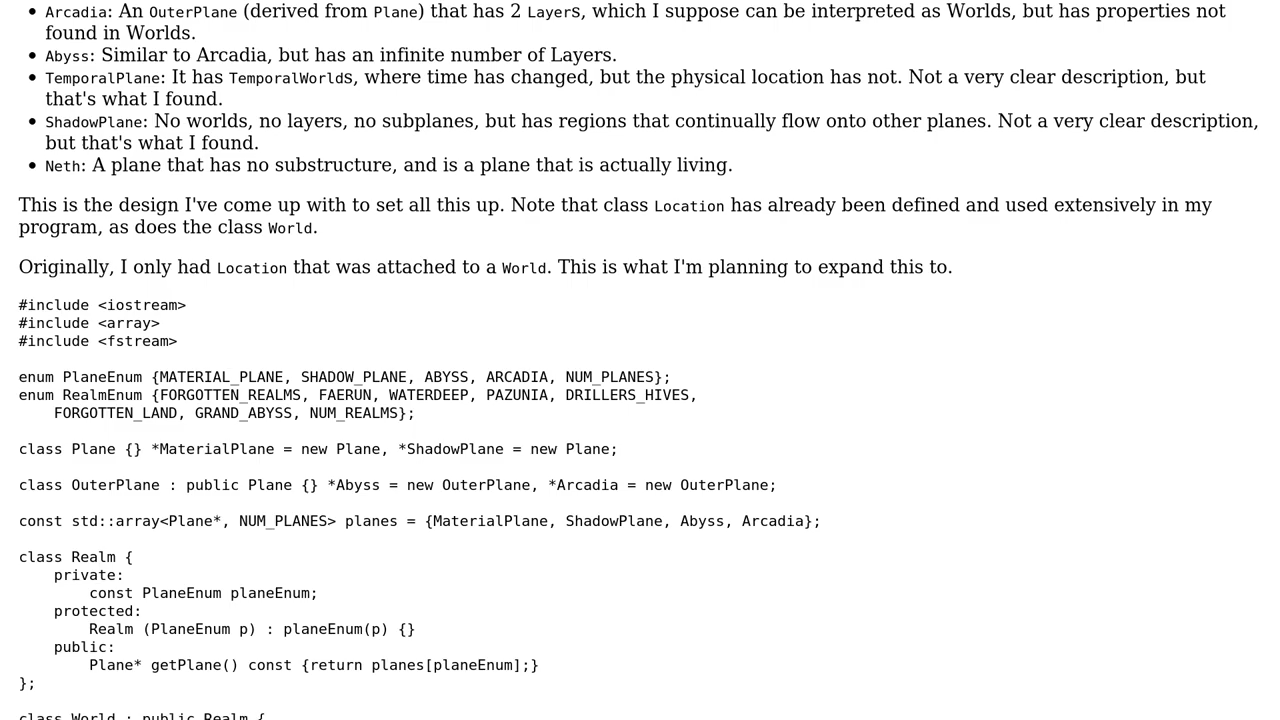 • Arcadia: An OuterPlane (derived from Plane) that has 2 Layers, which I suppose can be interpreted as Worlds, but has properties not
found in Worlds.
• Abyss: Similar to Arcadia, but has an infinite number of Layers.
• TemporalPlane: It has TemporalWorlds, where time has changed, but the physical location has not. Not a very clear description, but
that's what I found.
• ShadowPlane: No worlds, no layers, no subplanes, but has regions that continually flow onto other planes. Not a very clear description,
but that's what I found.
• Neth: A plane that has no substructure, and is a plane that is actually living.
This is the design I've come up with to set all this up. Note that class Location has already been defined and used extensively in my
program, as does the class World.
Originally, I only had Location that was attached to a World. This is what I'm planning to expand this to.
#include <iostream>
#include <array>
#include <fstream>
enum PlaneEnum {MATERIAL_PLANE, SHADOW_PLANE, ABYSS, ARCADIA, NUM_PLANES};
enum RealmEnum {FORGOTTEN_REALMS, FAERUN, WATERDEEP, PAZUNIA, DRILLERS_HIVES,
    FORGOTTEN_LAND, GRAND_ABYSS, NUM_REALMS};
class Plane {} *MaterialPlane = new Plane, *ShadowPlane = new Plane;
class OuterPlane : public Plane {} *Abyss = new OuterPlane, *Arcadia = new OuterPlane;
const std::array<Plane*, NUM_PLANES> planes = {MaterialPlane, ShadowPlane, Abyss, Arcadia};
class Realm {
    private:
        const PlaneEnum planeEnum;
    protected:
        Realm (PlaneEnum p) : planeEnum(p) {}
    public:
        Plane* getPlane() const {return planes[planeEnum];}
};
class World : public Realm {